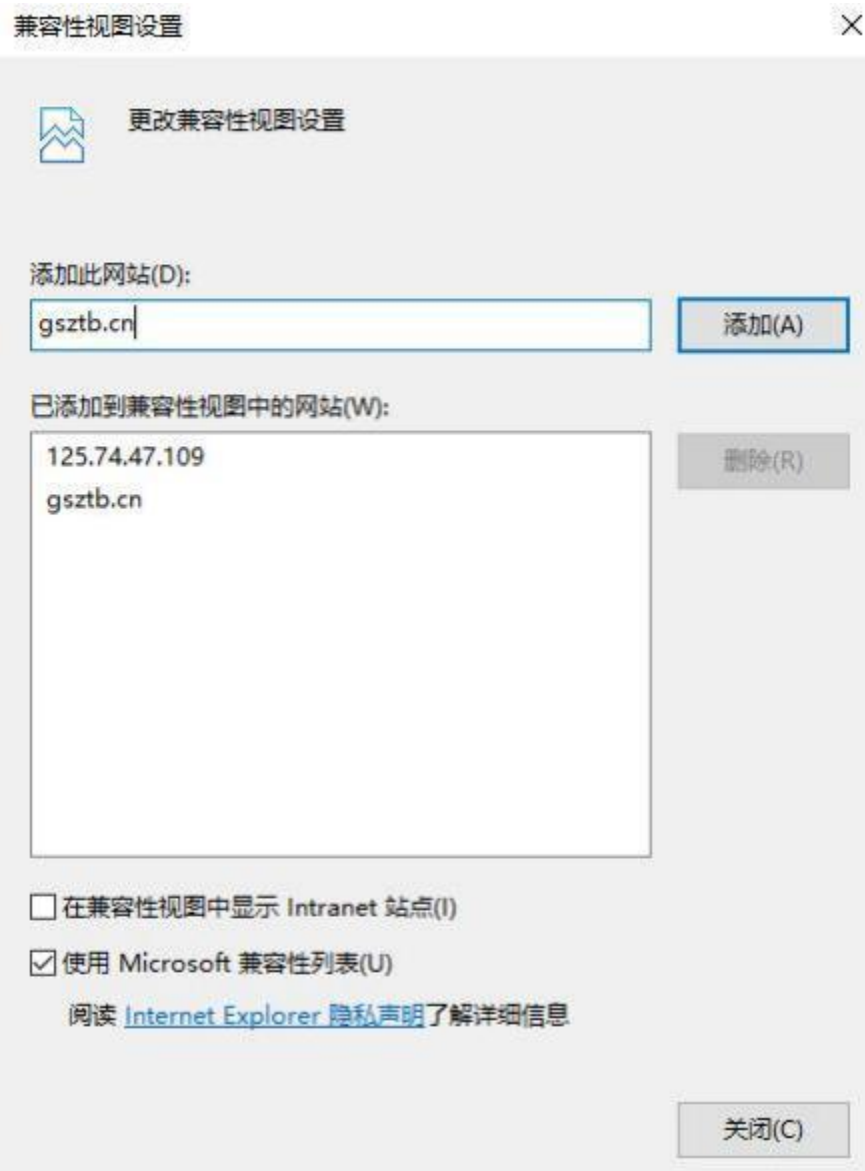 兼容性视图设置
更改兼容性视图设置
添加此网站(D):
gsztb.cn
添加(A)
已添加到兼容性视图中的网站(W):
125.74.47.109
gsztb.cn
删除(R)
在兼容性视图中显示 Intranet 站点(I)
使用 Microsoft 兼容性列表(U)
阅读 Internet Explorer 隐私声明了解详细信息
关闭(C)